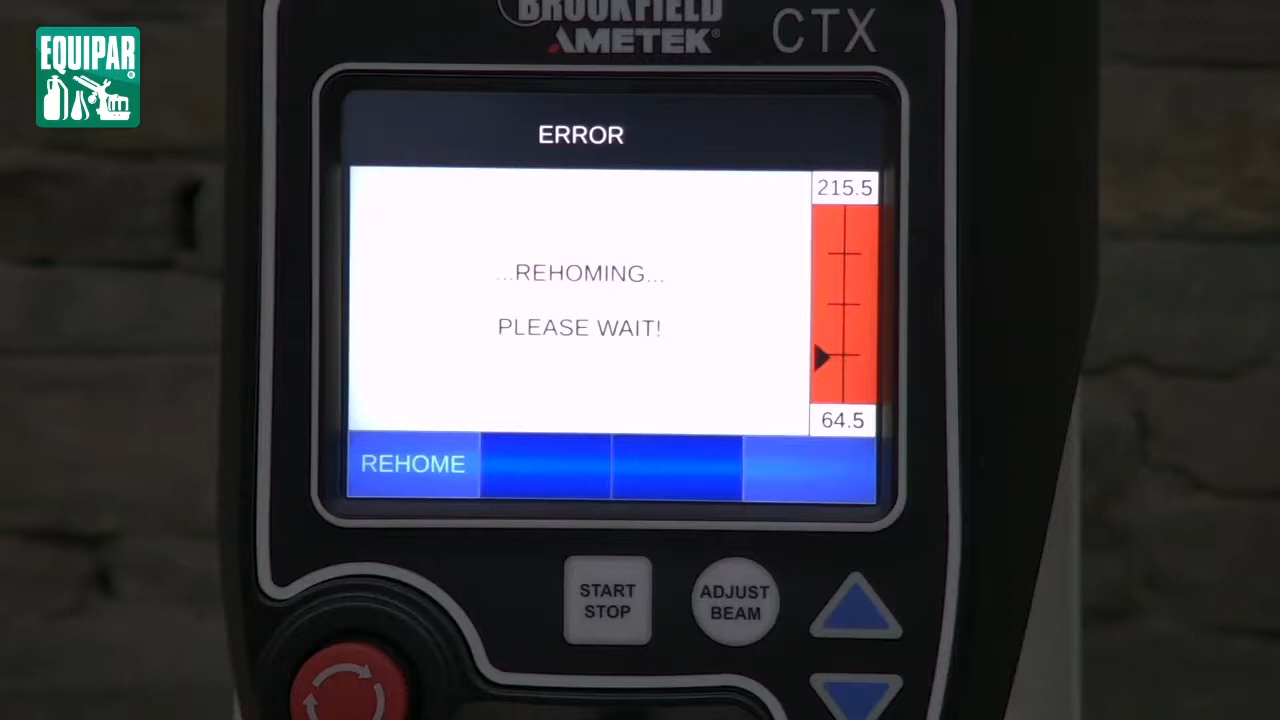 EQUIPAR®
BROOKFIELD
AMETEK®
CTX
ERROR
215.5
...REHOMING...
PLEASE WAIT!
64.5
REHOME
START
STOP
ADJUST
BEAM